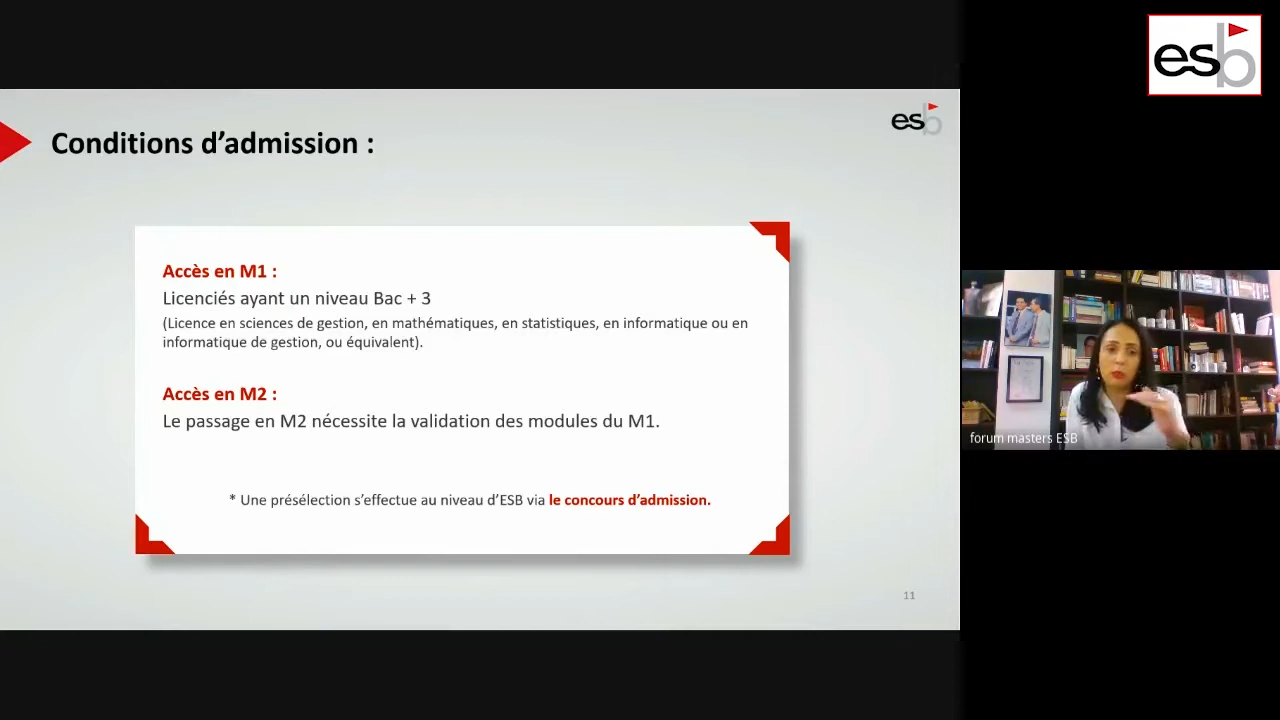 esb
esb
Conditions d’admission :
Accès en M1 :
Licenciés ayant un niveau Bac + 3
(Licence en sciences de gestion, en mathématiques, en statistiques, en informatique ou en
informatique de gestion, ou équivalent).
Accès en M2 :
Le passage en M2 nécessite la validation des modules du M1.
* Une présélection s’effectue au niveau d’ESB via le concours d’admission.
11
forum masters ESB